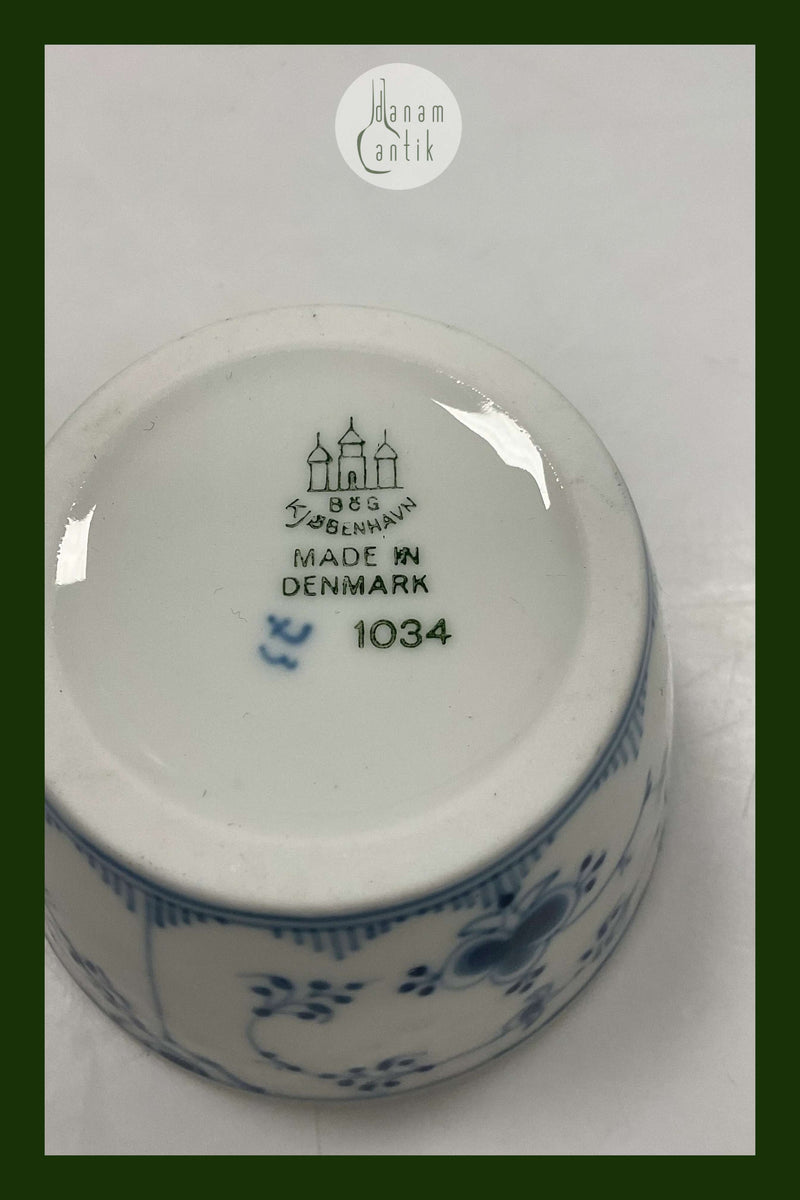 danam
antik
B&G
KJØBENHAVN
MADE IN
DENMARK
1034